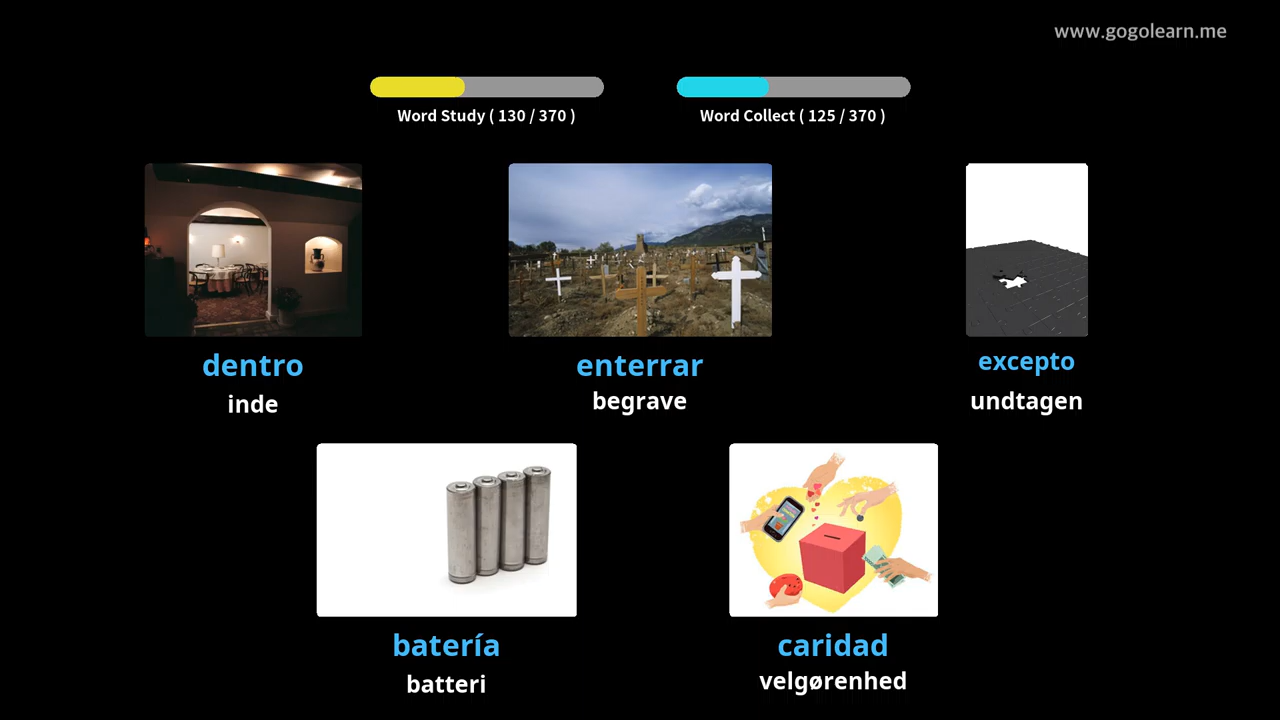 www.gogolearn.me
Word Study ( 130 / 370 )
Word Collect ( 125 / 370 )
dentro
inde
enterrar
begrave
excepto
undtagen
batería
batteri
caridad
velgørenhed